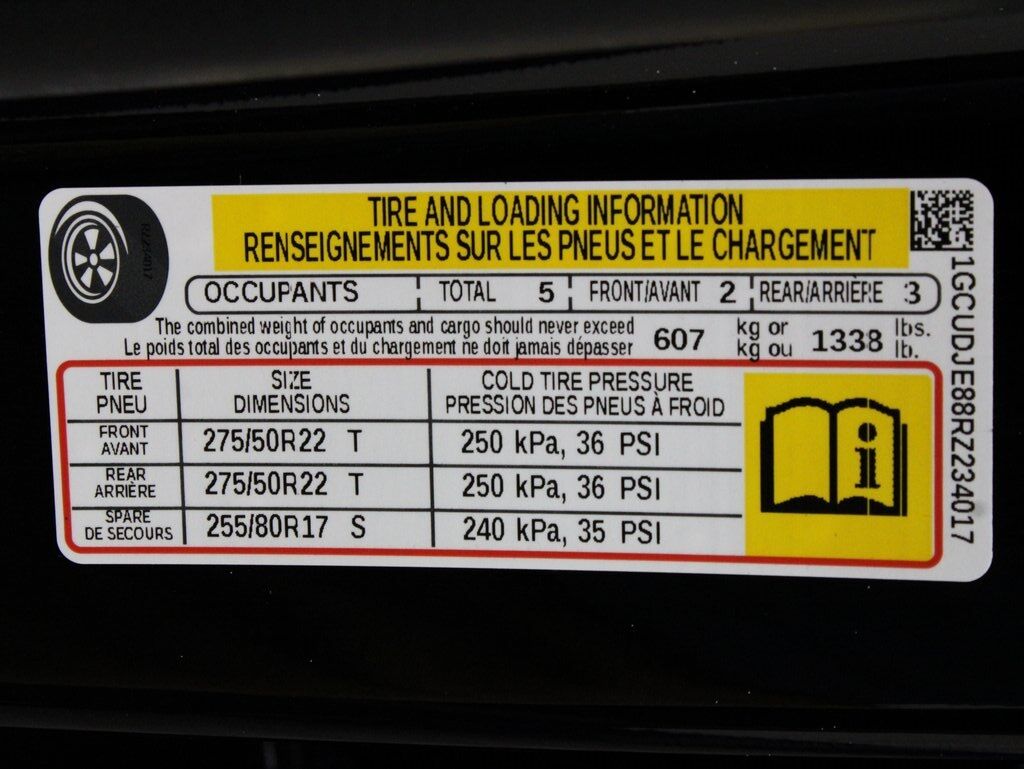 TIRE AND LOADING INFORMATION
RENSEIGNEMENTS SUR LES PNEUS ET LE CHARGEMENT
OCCUPANTS TOTAL 5 FRONT/AVANT 2 REAR/ARRIÈRE 3
The combined weight of occupants and cargo should never exceed 607 kg or 1338 lbs.
Le poids total des occupants et du chargement ne doit jamais dépasser kg ou lb.
TIRE SIZE COLD TIRE PRESSURE
PNEU DIMENSIONS PRESSION DES PNEUS À FROID
FRONT
AVANT 275/50R22 T 250 kPa, 36 PSI
REAR
ARRIÈRE 275/50R22 T 250 kPa, 36 PSI
SPARE
DE SECOURS 255/80R17 S 240 kPa, 35 PSI
i
1GCUDJE88RZ234017
RZ234017